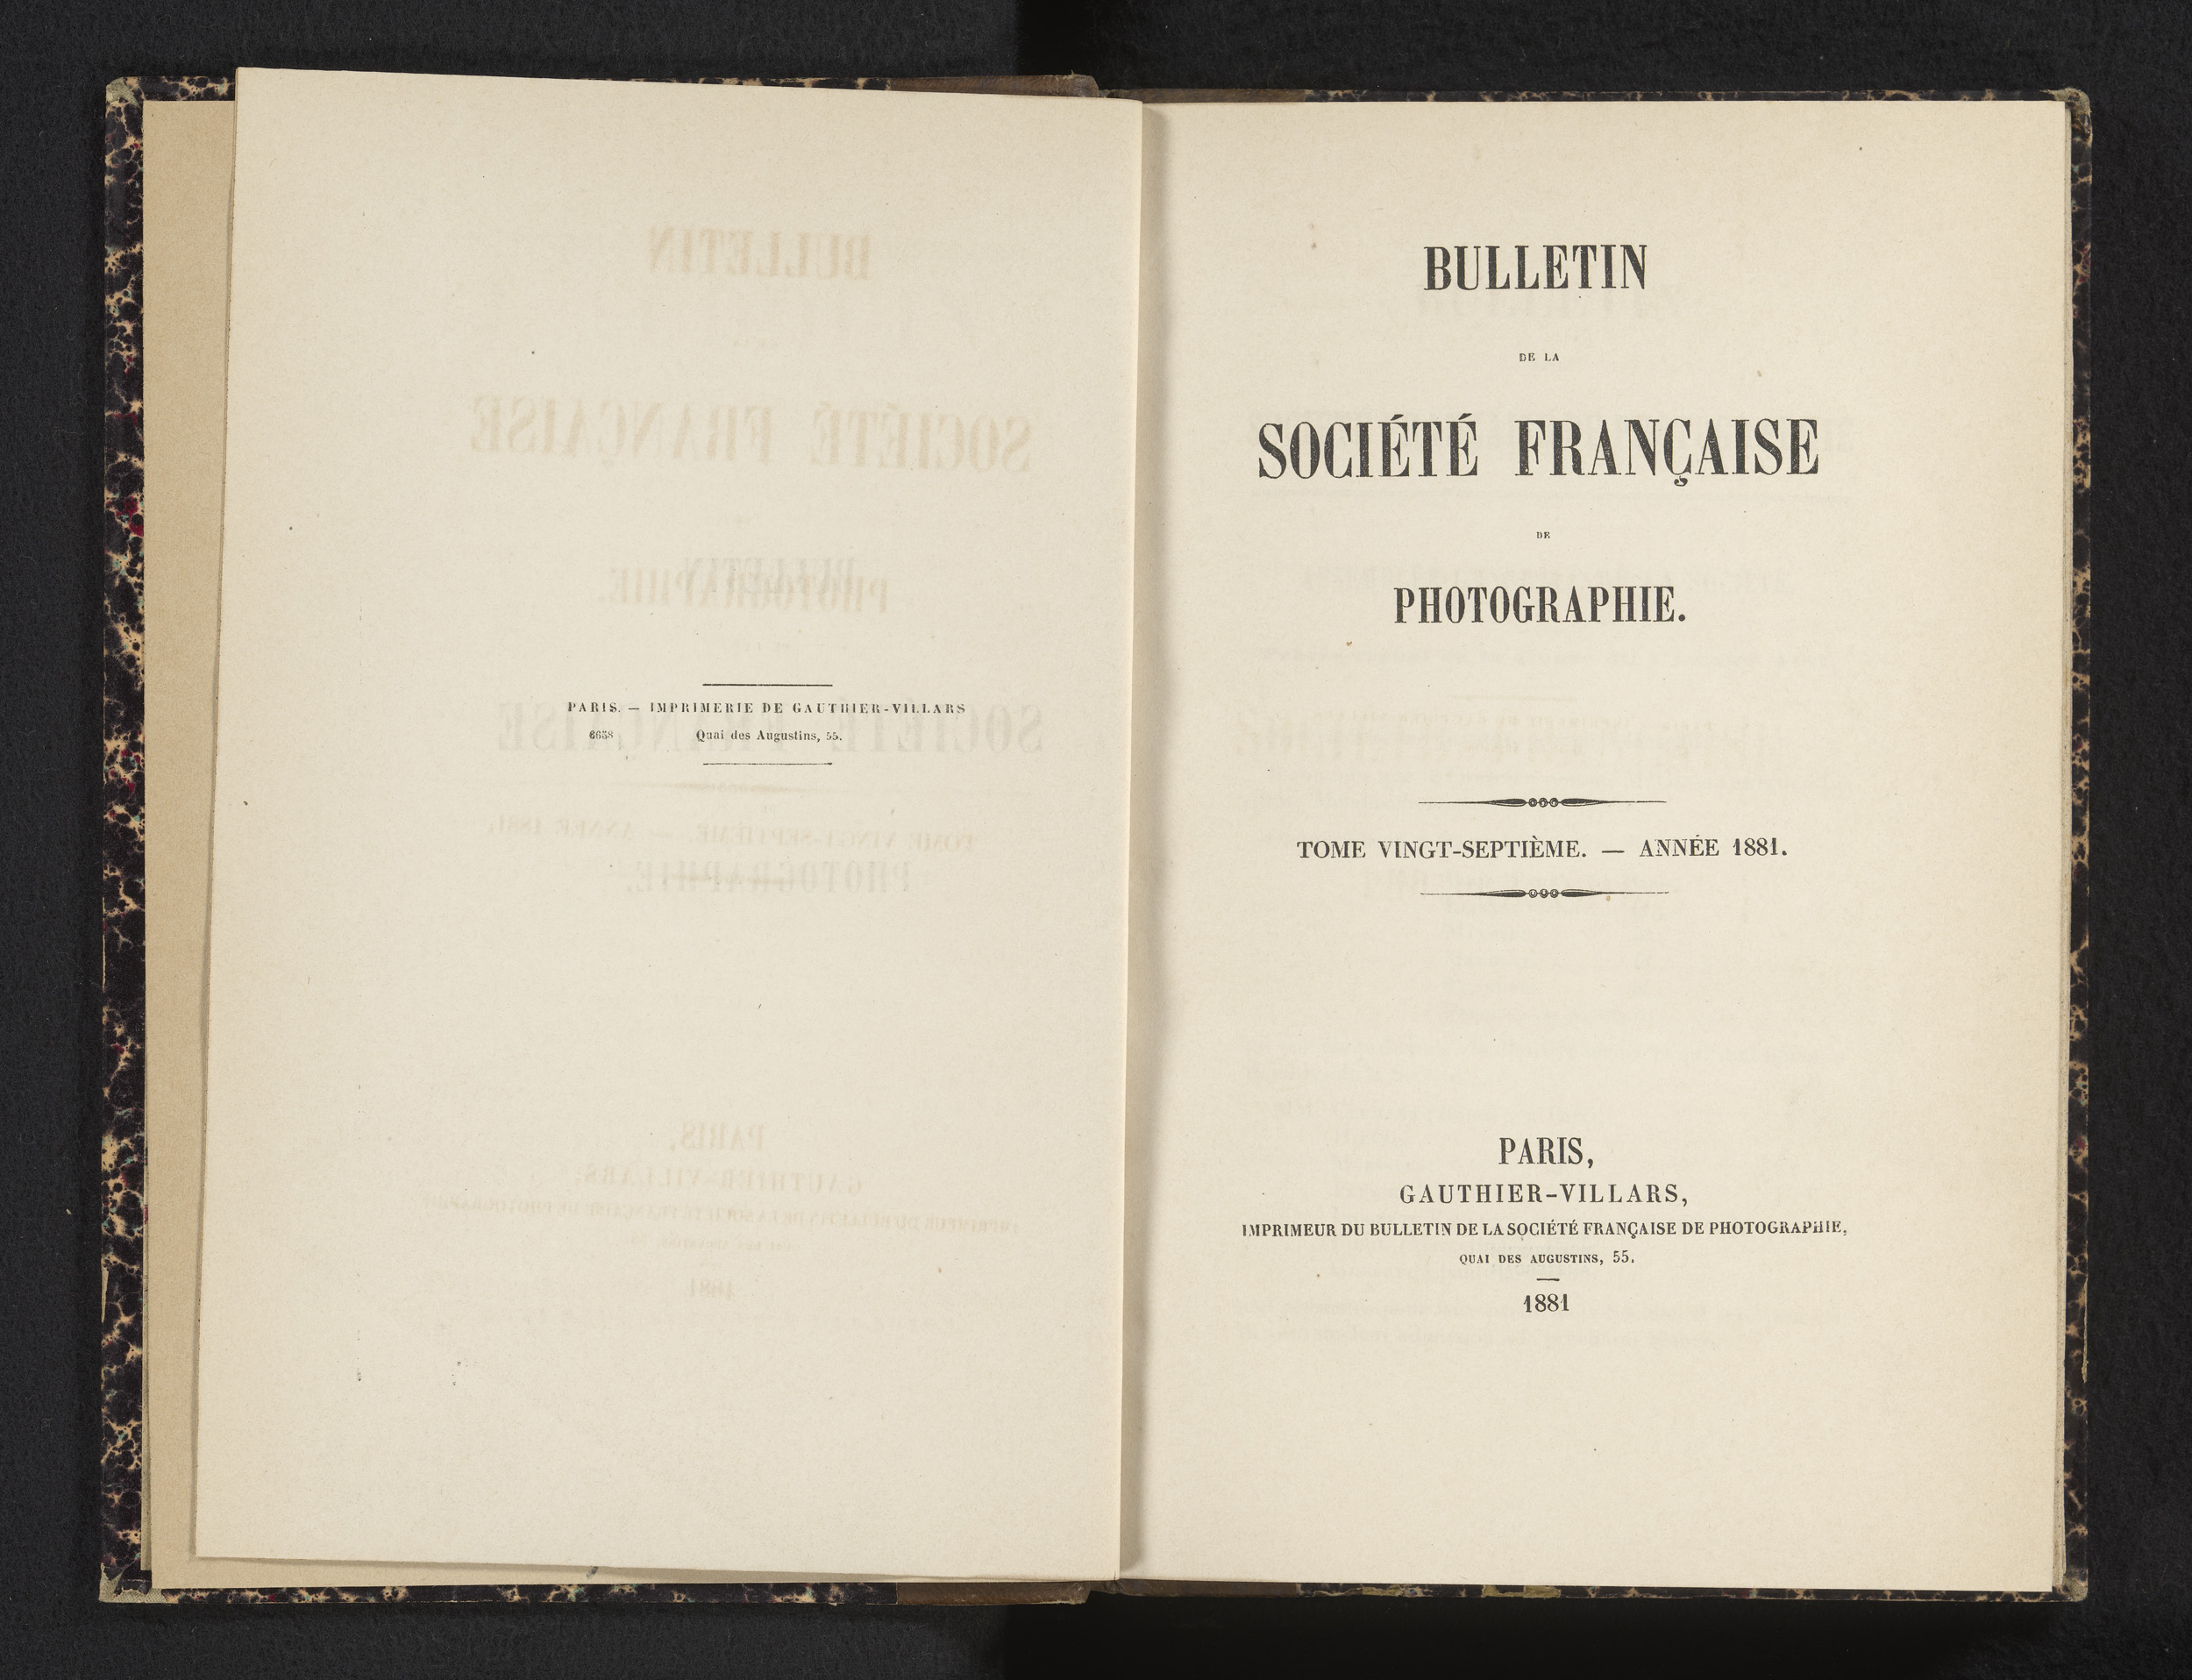 PARIS. — IMPRIMERIE DE GAUTHIER-VILLARS
6658 Quai des Augustins, 55.
BULLETIN
DE LA
SOCIÉTÉ FRANÇAISE
DE
PHOTOGRAPHIE.
TOME VINGT-SEPTIÈME. — ANNÉE 1881.
PARIS,
GAUTHIER-VILLARS,
IMPRIMEUR DU BULLETIN DE LA SOCIÉTÉ FRANÇAISE DE PHOTOGRAPHIE,
QUAI DES AUGUSTINS, 55.
1881